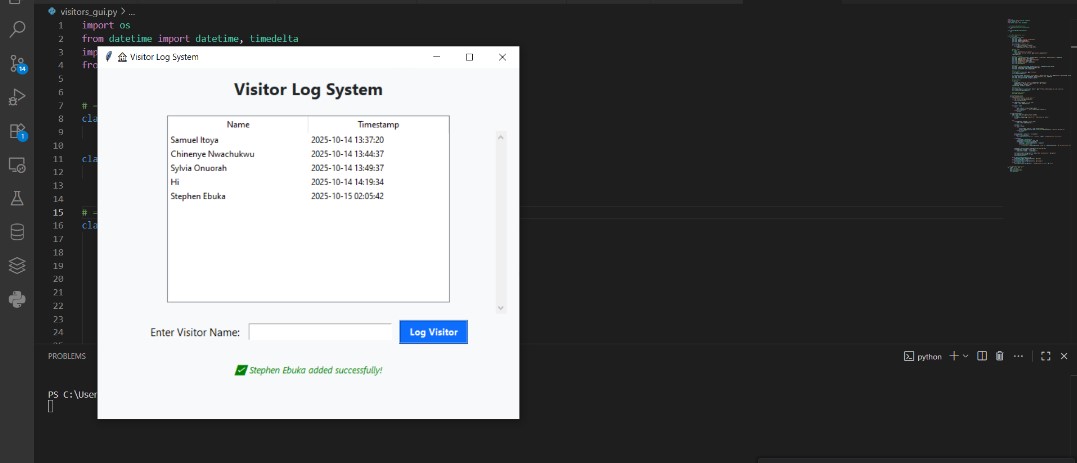 visitors_gui.py > ...
1 import os
2 from datetime import datetime, timedelta
3 imp
4 fro
5
6
7 # -
8 cla
9
10
11 cla
12
13
14
15 # -
16 cla
17
18
19
20
21
22
23
24
14
1
Visitor Log System
Visitor Log System
Name Timestamp
Samuel Itoya 2025-10-14 13:37:20
Chinenye Nwachukwu 2025-10-14 13:44:37
Sylvia Onuorah 2025-10-14 13:49:37
Hi 2025-10-14 14:19:34
Stephen Ebuka 2025-10-15 02:05:42
Enter Visitor Name: Log Visitor
Stephen Ebuka added successfully!
PROBLEMS
python
PS C:\User